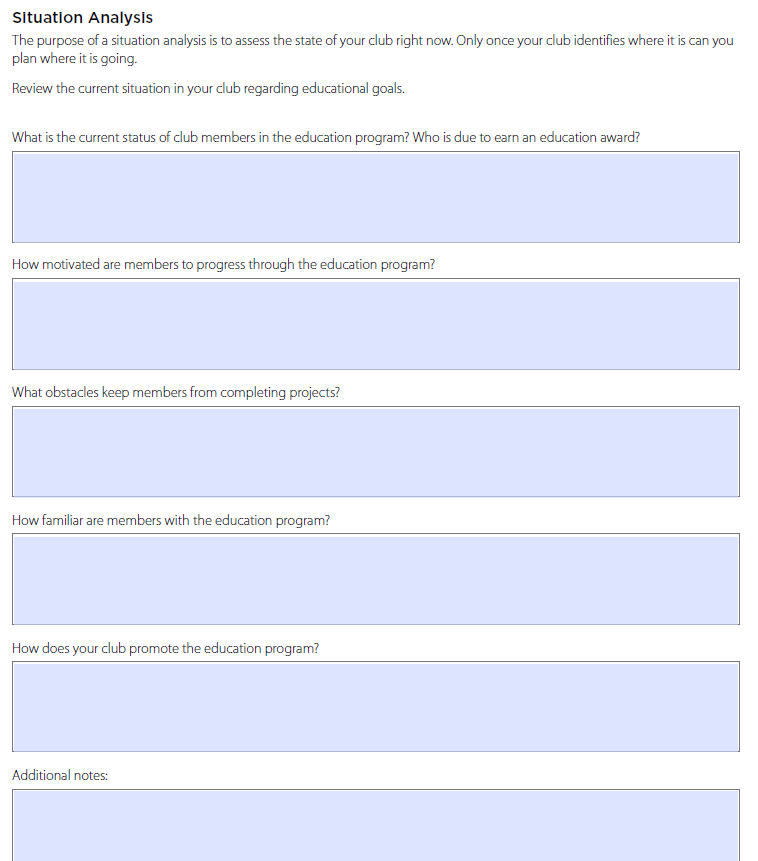 Situation Analysis
The purpose of a situation analysis is to assess the state of your club right now. Only once your club identifies where it is can you
plan where it is going.
Review the current situation in your club regarding educational goals.
What is the current status of club members in the education program? Who is due to earn an education award?
How motivated are members to progress through the education program?
What obstacles keep members from completing projects?
How familiar are members with the education program?
How does your club promote the education program?
Additional notes: